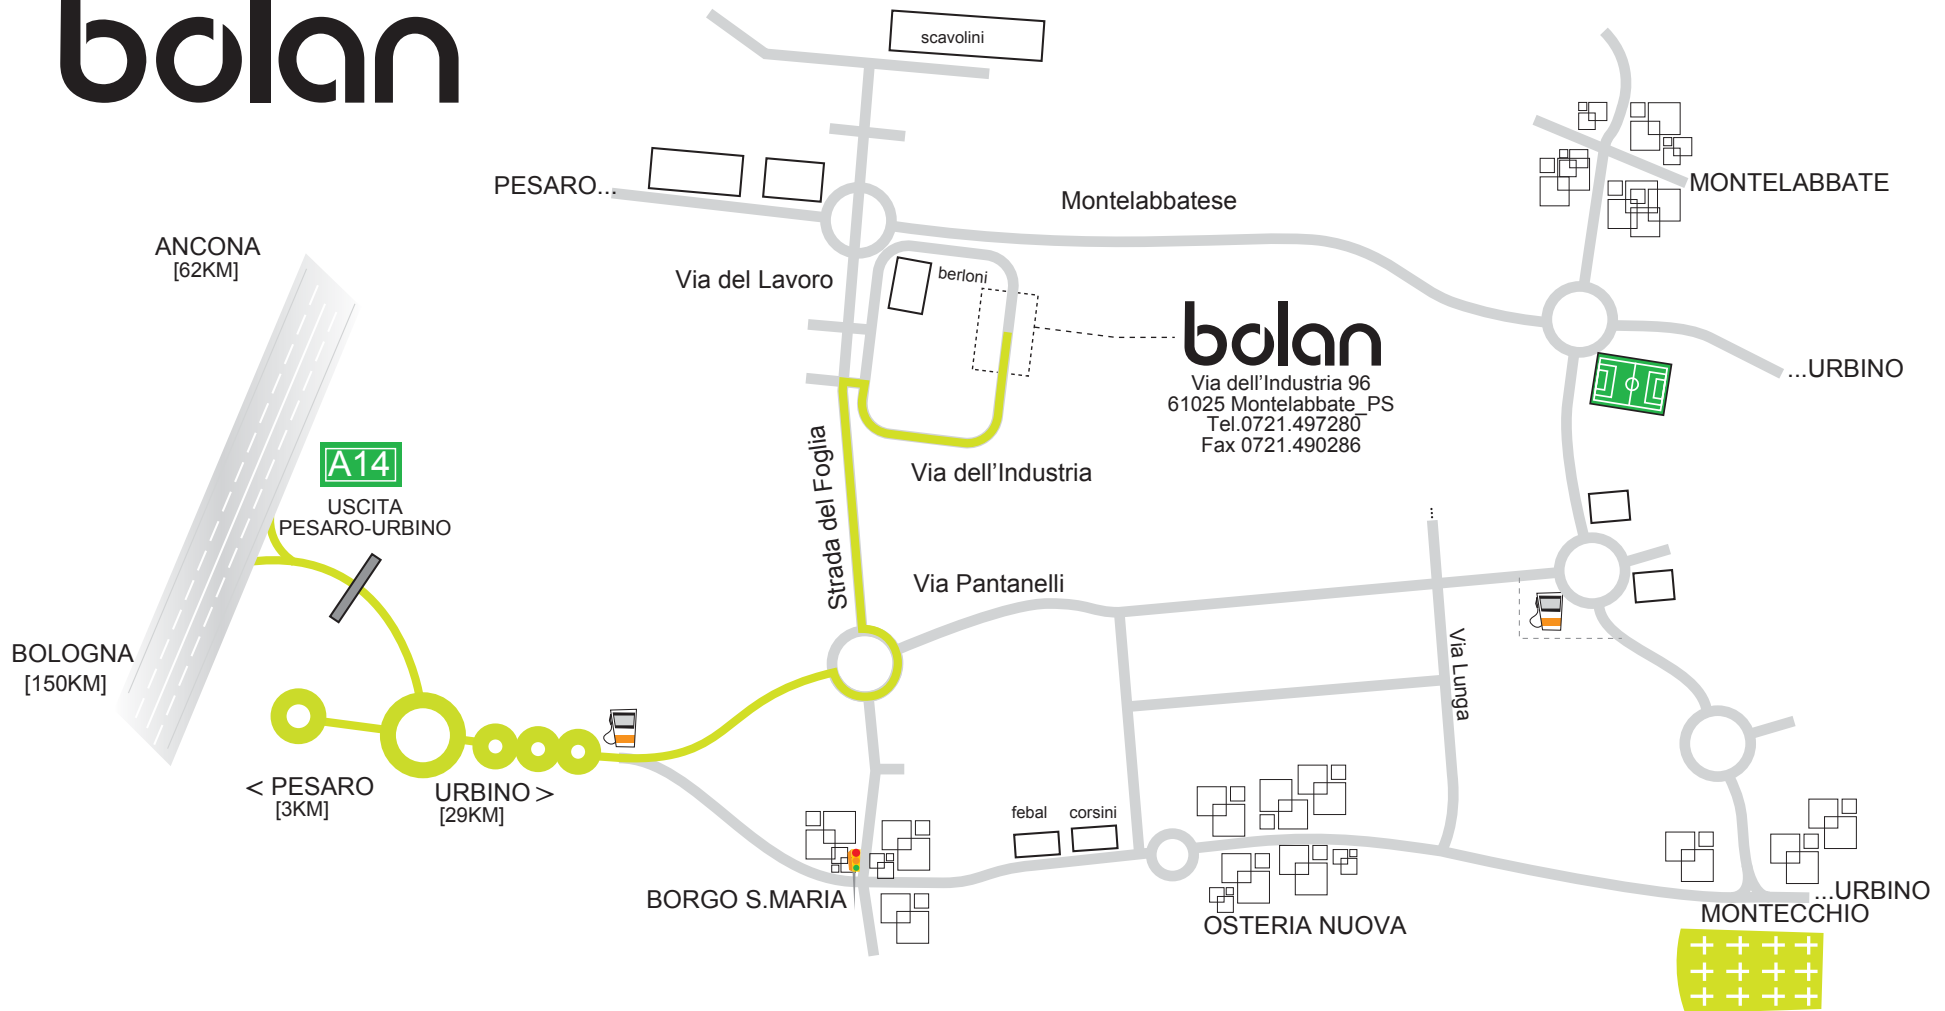 bolan
scavolini
PESARO...
Montelabbatese
MONTELABBATE
ANCONA
[62KM]
Via del Lavoro
berloni
bolan
Via dell'Industria 96
61025 Montelabbate_PS
Tel.0721.497280
Fax 0721.490286
...URBINO
A14
USCITA
PESARO-URBINO
Strada del Foglia
Via dell'Industria
Via Pantanelli
...
Via Lunga
BOLOGNA
[150KM]
< PESARO
[3KM]
URBINO >
[29KM]
febal
corsini
BORGO S.MARIA
OSTERIA NUOVA
...URBINO
MONTECCHIO